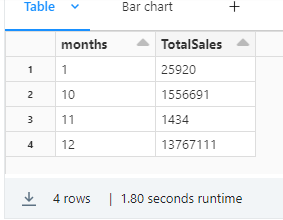 Table Bar chart +
months TotalSales
1 1 25920
2 10 1556691
3 11 1434
4 12 13767111
4 rows | 1.80 seconds runtime